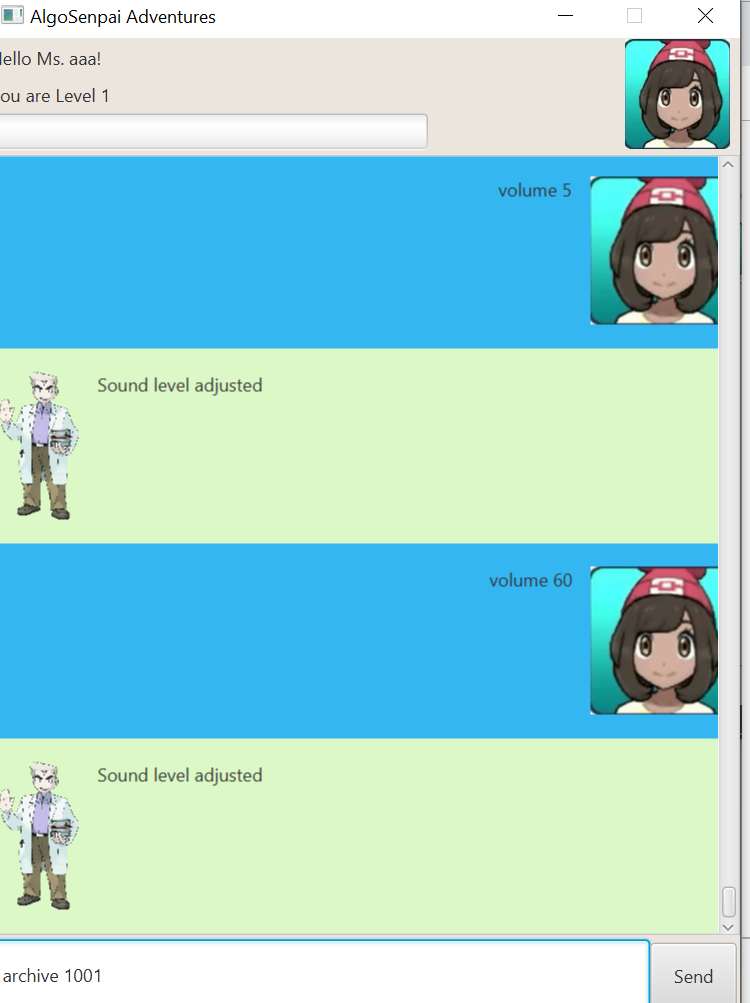 AlgoSenpai Adventures
ello Ms. aaa!
ou are Level 1
volume 5
Sound level adjusted
volume 60
Sound level adjusted
archive 1001
Send